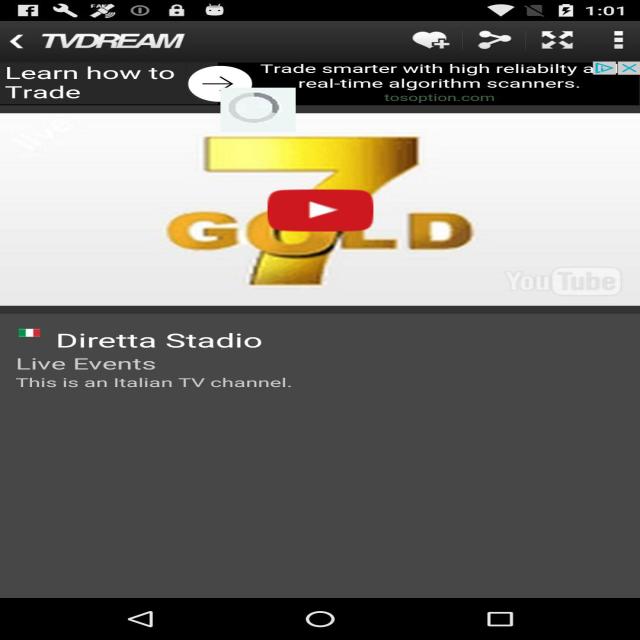 1:01
TVDREAM
Learn how to
Trade
Trade smarter with high reliabilty a
real-time algorithm scanners.
tosoption.com
live
7
GOLD
YouTube
Diretta Stadio
Live Events
This is an Italian TV channel.